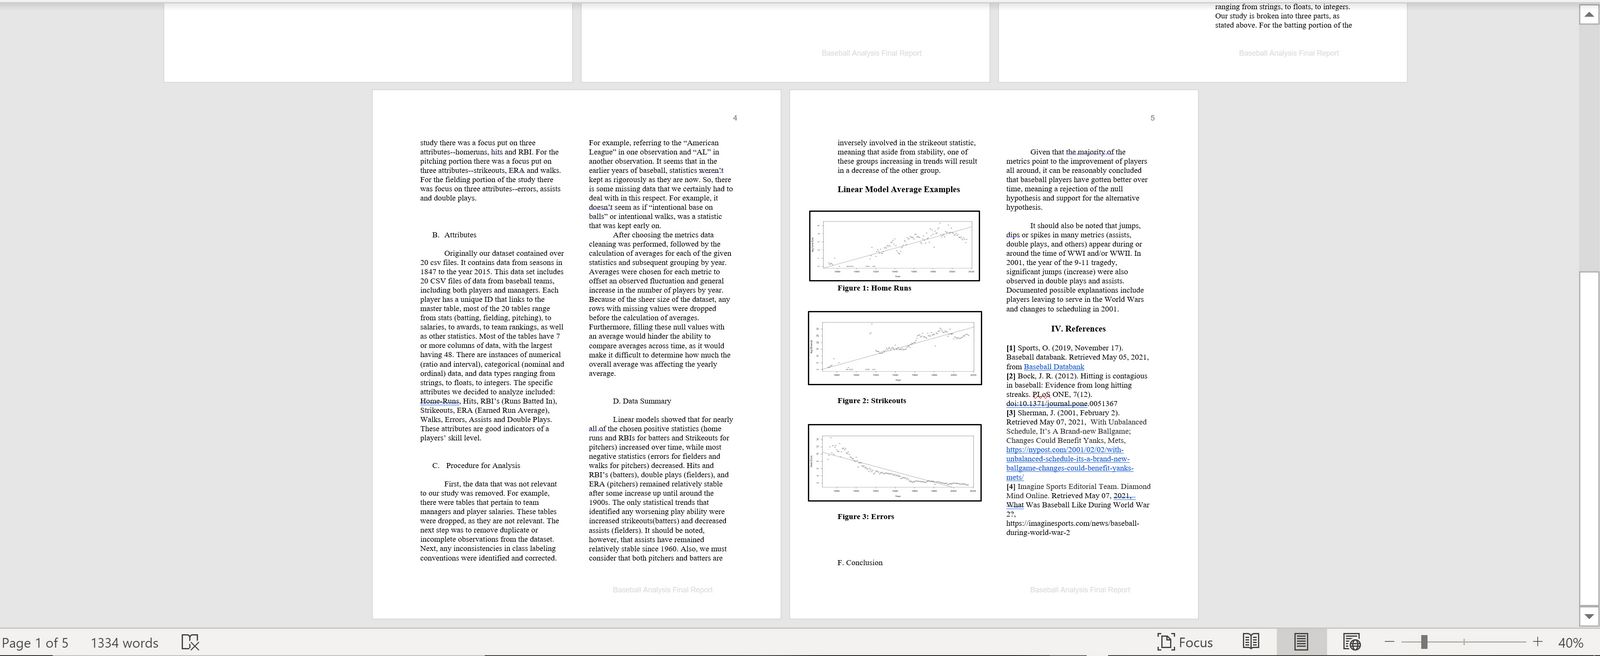 ranging from strings, to floats, to integers.
Our study is broken into three parts, as
stated above. For the batting portion of the
Baseball Analysis Final Report
Baseball Analysis Final Report
4
study there was a focus put on three
attributes--homeruns, hits and RBI. For the
pitching portion there was a focus put on
three attributes--strikeouts, ERA and walks.
For the fielding portion of the study there
was focus on three attributes--errors, assists
and double plays.
B. Attributes
Originally our dataset contained over
20 csv files. It contains data from seasons in
1847 to the year 2015. This data set includes
20 CSV files of data from baseball teams,
including both players and managers. Each
player has a unique ID that links to the
master table, most of the 20 tables range
from stats (batting, fielding, pitching), to
salaries, to awards, to team rankings, as well
as other statistics. Most of the tables have 7
or more columns of data, with the largest
having 48. There are instances of numerical
(ratio and interval), categorical (nominal and
ordinal) data, and data types ranging from
strings, to floats, to integers. The specific
attributes we decided to analyze included:
Home-Runs, Hits, RBI's (Runs Batted In),
Strikeouts, ERA (Earned Run Average),
Walks, Errors, Assists and Double Plays.
These attributes are good indicators of a
players' skill level.
C. Procedure for Analysis
First, the data that was not relevant
to our study was removed. For example,
there were tables that pertain to team
managers and player salaries. These tables
were dropped, as they are not relevant. The
next step was to remove duplicate or
incomplete observations from the dataset.
Next, any inconsistencies in class labeling
conventions were identified and corrected.
For example, referring to the "American
League" in one observation and "AL" in
another observation. It seems that in the
earlier years of baseball, statistics weren't
kept as rigorously as they are now. So, there
is some missing data that we certainly had to
deal with in this respect. For example, it
doesn't seem as if "intentional base on
balls" or intentional walks, was a statistic
that was kept early on.
After choosing the metrics data
cleaning was performed, followed by the
calculation of averages for each of the given
statistics and subsequent grouping by year.
Averages were chosen for each metric to
offset an observed fluctuation and general
increase in the number of players by year.
Because of the sheer size of the dataset, any
rows with missing values were dropped
before the calculation of averages.
Furthermore, filling these null values with
an average would hinder the ability to
compare averages across time, as it would
make it difficult to determine how much the
overall average was affecting the yearly
average.
D. Data Summary
Linear models showed that for nearly
all of the chosen positive statistics (home
runs and RBIs for batters and Strikeouts for
pitchers) increased over time, while most
negative statistics (errors for fielders and
walks for pitchers) decreased. Hits and
RBI's (batters), double plays (fielders), and
ERA (pitchers) remained relatively stable
after some increase up until around the
1900s. The only statistical trends that
identified any worsening play ability were
increased strikeouts(batters) and decreased
assists (fielders). It should be noted,
however, that assists have remained
relatively stable since 1960. Also, we must
consider that both pitchers and batters are
Baseball Analysis Final Report
5
inversely involved in the strikeout statistic,
meaning that aside from stability, one of
these groups increasing in trends will result
in a decrease of the other group.
Linear Model Average Examples
Figure 1: Home Runs
Figure 2: Strikeouts
Figure 3: Errors
F. Conclusion
Given that the majority of the
metrics point to the improvement of players
all around, it can be reasonably concluded
that baseball players have gotten better over
time, meaning a rejection of the null
hypothesis and support for the alternative
hypothesis.
It should also be noted that jumps,
dips or spikes in many metrics (assists,
double plays, and others) appear during or
around the time of WWI and/or WWII. In
2001, the year of the 9-11 tragedy,
significant jumps (increase) were also
observed in double plays and assists.
Documented possible explanations include
players leaving to serve in the World Wars
and changes to scheduling in 2001.
IV. References
[1] Sports, O. (2019, November 17).
Baseball databank. Retrieved May 05, 2021,
from Baseball Databank
[2] Bock, J. R. (2012). Hitting is contagious
in baseball: Evidence from long hitting
streaks. PLoS ONE, 7(12).
doi:10.1371/journal.pone.0051367
[3] Sherman, J. (2001, February 2).
Retrieved May 07, 2021, With Unbalanced
Schedule, It's A Brand-new Ballgame;
Changes Could Benefit Yanks, Mets,
https://nypost.com/2001/02/02/with-
unbalanced-schedule-its-a-brand-new-
ballgame-changes-could-benefit-yanks-
mets/
[4] Imagine Sports Editorial Team. Diamond
Mind Online. Retrieved May 07, 2021,
What Was Baseball Like During World War
2?,
https://imaginesports.com/news/baseball-
during-world-war-2
Baseball Analysis Final Report
Page 1 of 5 1334 words Focus 40%